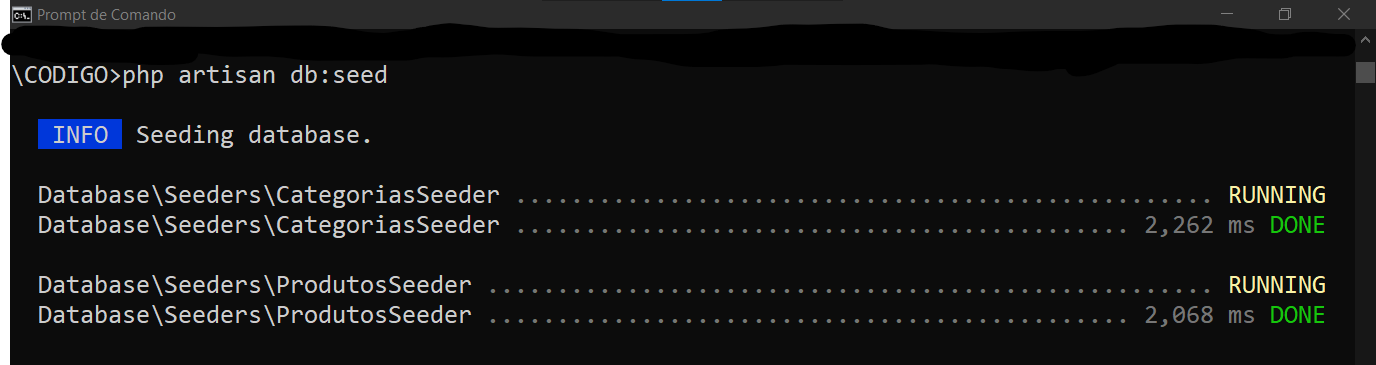 Prompt de Comando
\CODIGO>php artisan db:seed
INFO Seeding database.
Database\Seeders\CategoriasSeeder .................................................. RUNNING
Database\Seeders\CategoriasSeeder ............................................ 2,262 ms DONE
Database\Seeders\ProdutosSeeder .................................................... RUNNING
Database\Seeders\ProdutosSeeder .............................................. 2,068 ms DONE